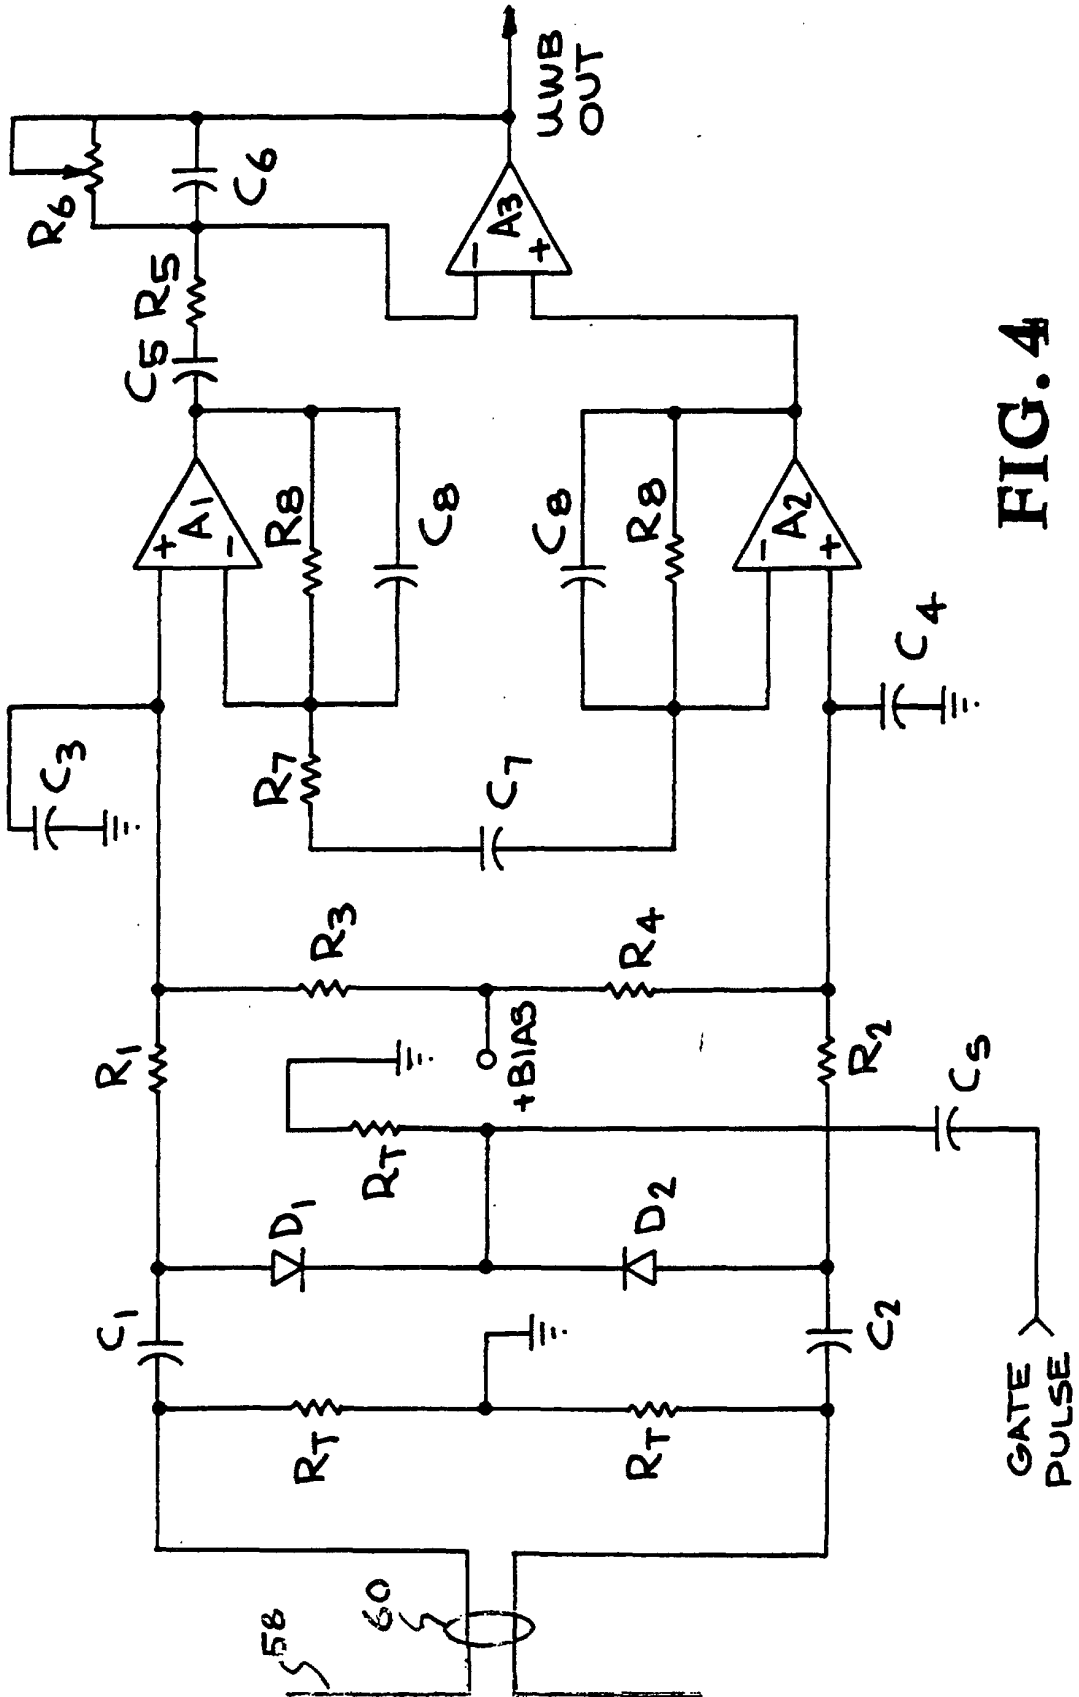 58
60
RT
RT
C1
C2
D1
D2
RT
R1
+BIAS
R2
CS
GATE
PULSE
R3
R4
C3
R7
C7
C4
+
A1
-
R8
C8
C8
R8
-
A2
+
C5
R5
R6
C6
-
A3
+
UWB
OUT
FIG. 4